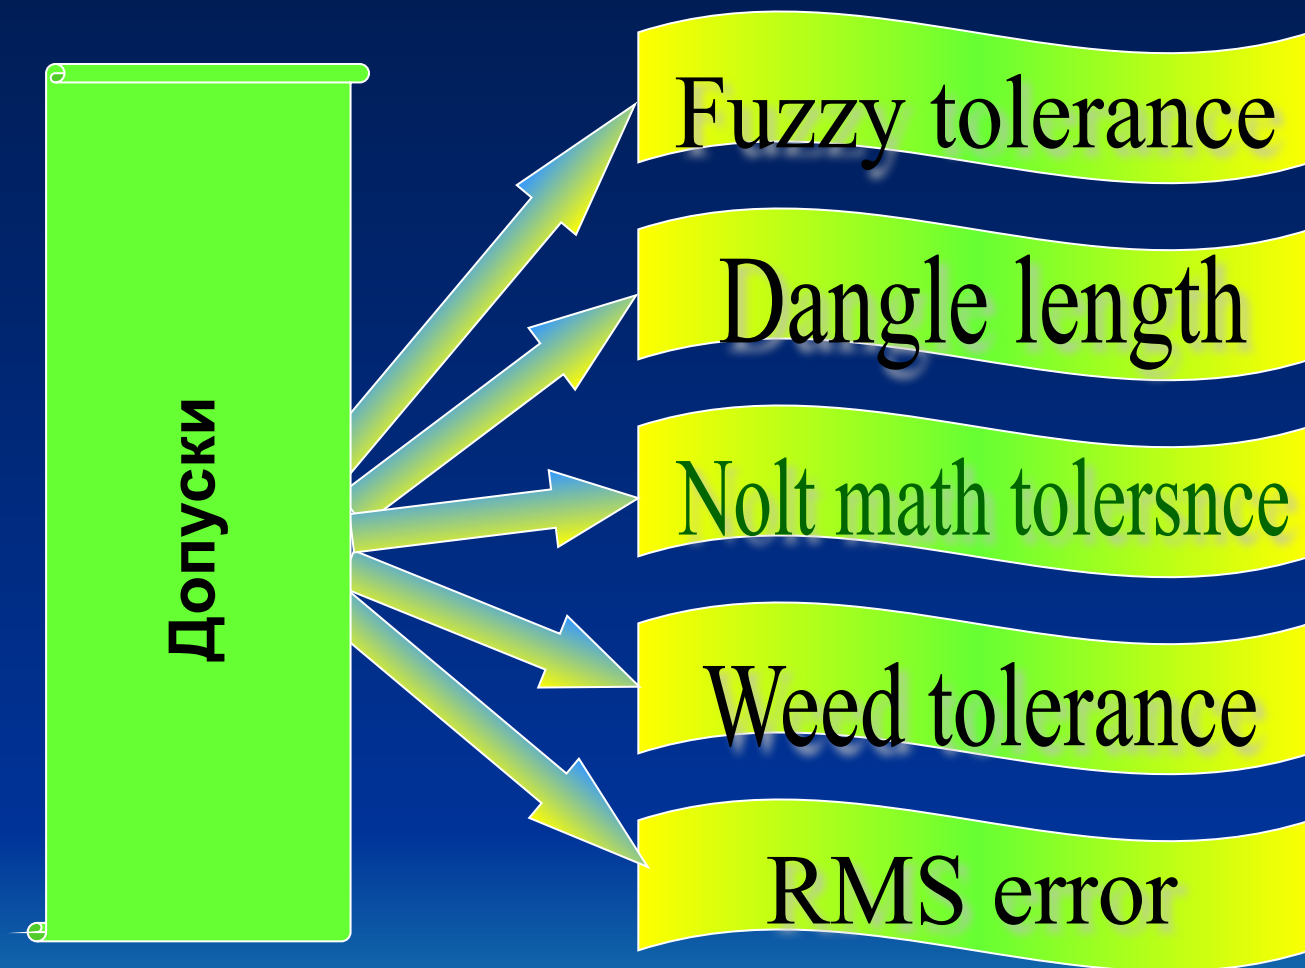 Допуски
Fuzzy tolerance
Dangle length
Nolt math tolersnce
Weed tolerance
RMS error